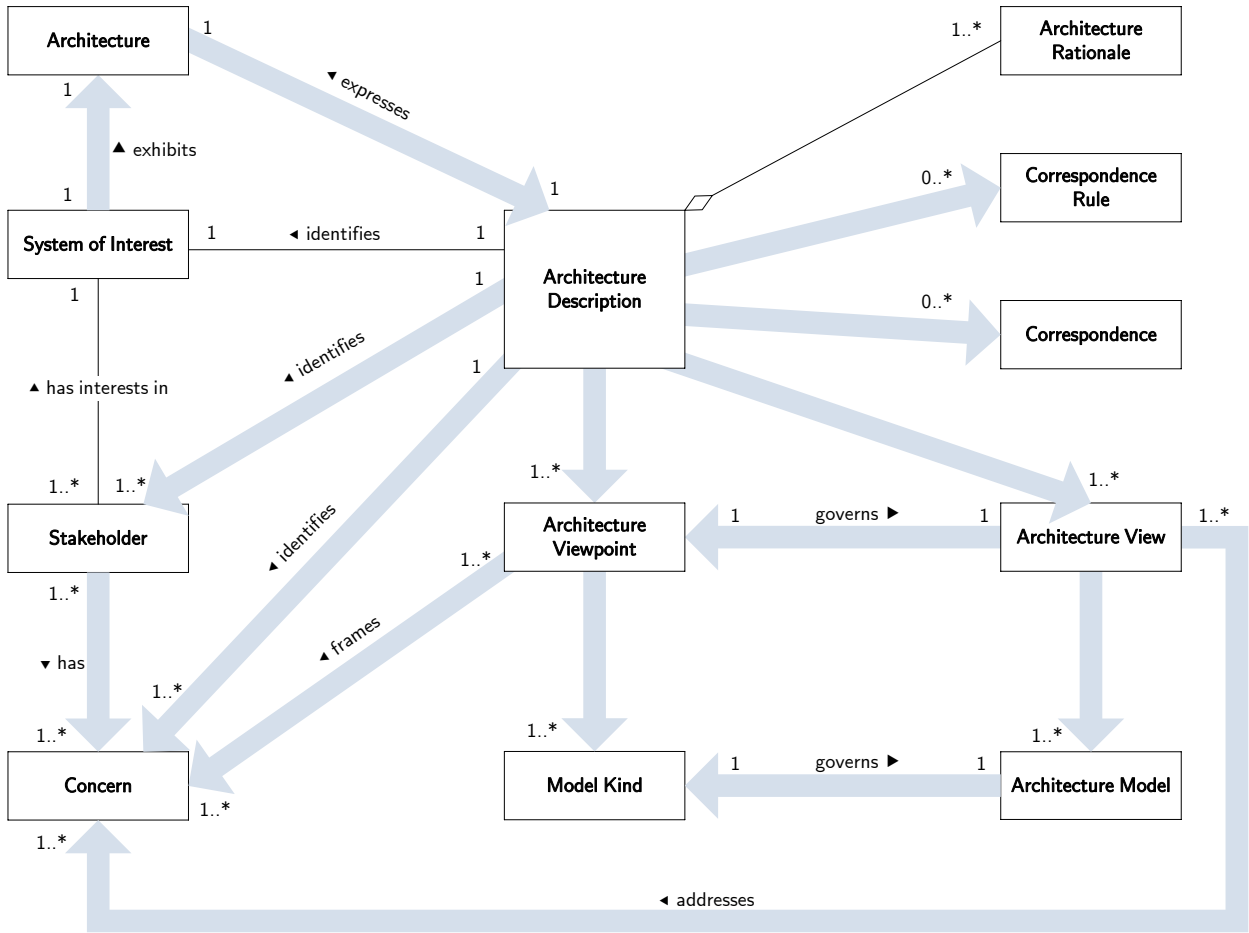 Architecture
1
◄ expresses
1..*
Architecture
Rationale
1
▲ exhibits
1
1
0..*
Correspondence
Rule
System of Interest
1
◄ identifies
1
1
Architecture
Description
1
0..*
Correspondence
◄ identifies
1
▲ has interests in
1..*
1..*
1..*
1..*
Stakeholder
Architecture
Viewpoint
1
governs ►
1
Architecture View
1..*
◄ identifies
1..*
1..*
▼ has
◄ frames
1..*
1..*
1..*
1..*
Concern
1..*
Model Kind
1
governs ►
1
Architecture Model
1..*
◄ addresses